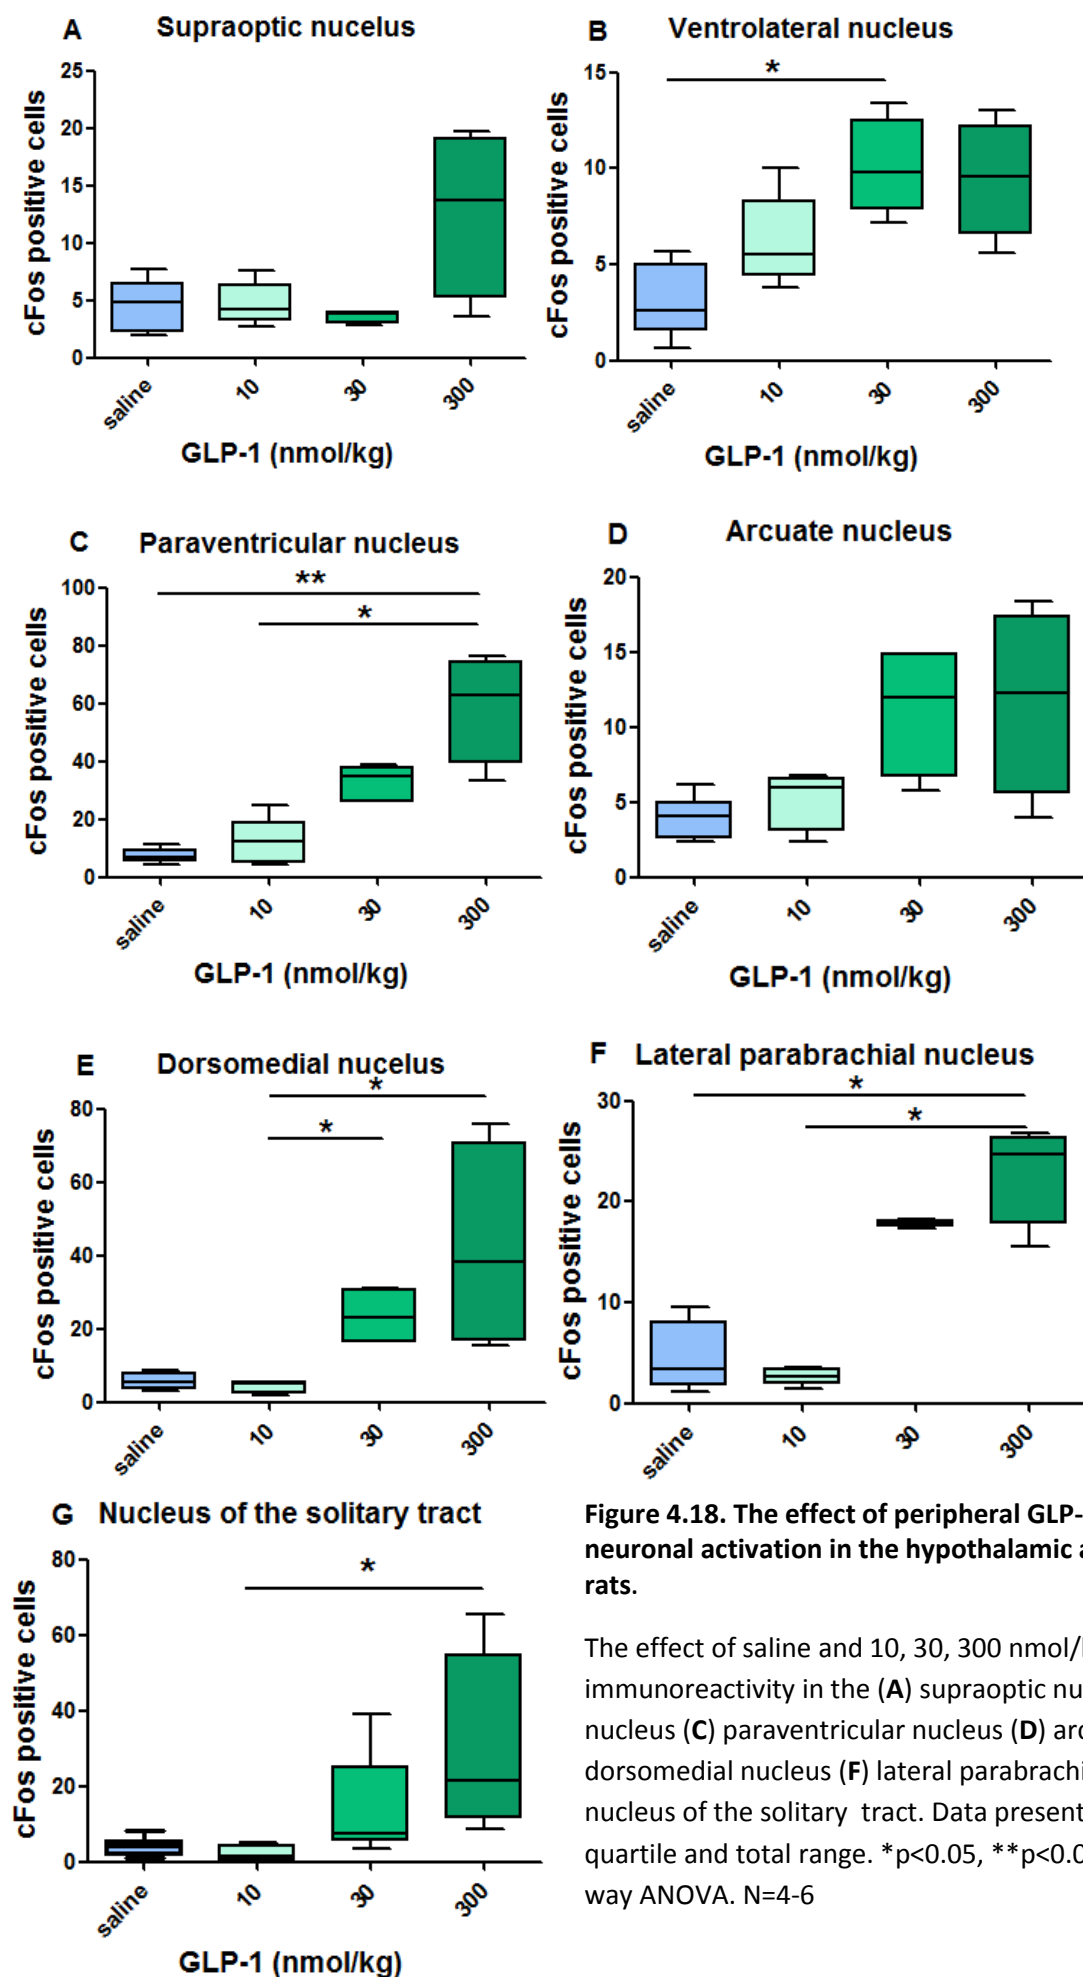 A Supraoptic nucelus
cFos positive cells
25
20
15
10
5
0
saline
10
30
300
GLP-1 (nmol/kg)
B Ventrolateral nucleus
cFos positive cells
15
10
5
0
*
saline
10
30
300
GLP-1 (nmol/kg)
C Paraventricular nucleus
cFos positive cells
100
80
60
40
20
0
**
*
saline
10
30
300
GLP-1 (nmol/kg)
D Arcuate nucleus
cFos positive cells
20
15
10
5
0
saline
10
30
300
GLP-1 (nmol/kg)
E Dorsomedial nucelus
cFos positive cells
80
60
40
20
0
*
*
saline
10
30
300
F Lateral parabrachial nucleus
cFos positive cells
30
20
10
0
*
*
saline
10
30
300
G Nucleus of the solitary tract
cFos positive cells
80
60
40
20
0
*
saline
10
30
300
GLP-1 (nmol/kg)
Figure 4.18. The effect of peripheral GLP-
neuronal activation in the hypothalamic a
rats.
The effect of saline and 10, 30, 300 nmol/
immunoreactivity in the (A) supraoptic nu
nucleus (C) paraventricular nucleus (D) arc
dorsomedial nucleus (F) lateral parabrachi
nucleus of the solitary tract. Data present
quartile and total range. *p<0.05, **p<0.0
way ANOVA. N=4-6